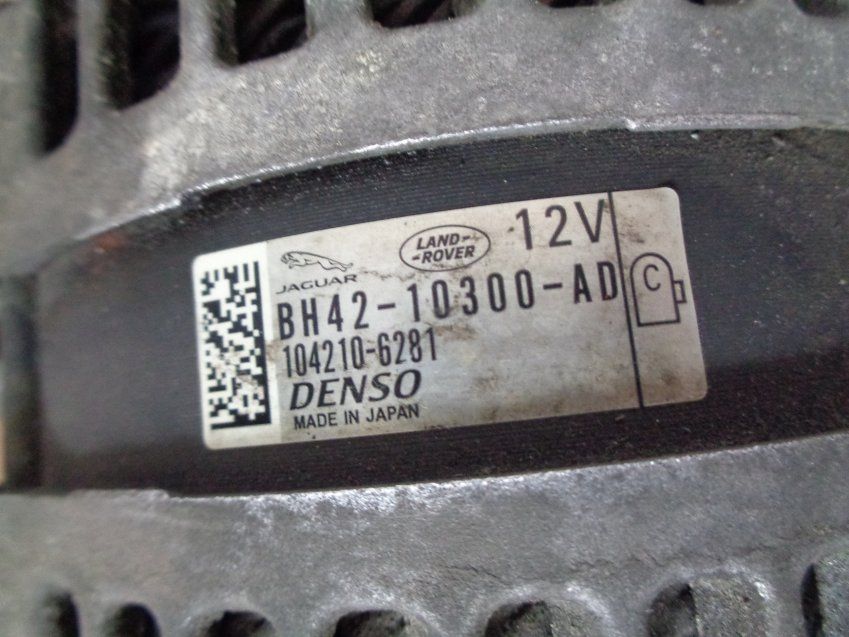 JAGUAR
LAND-
-ROVER
12V
BH42-10300-AD
C
104210-6281
DENSO
MADE IN JAPAN